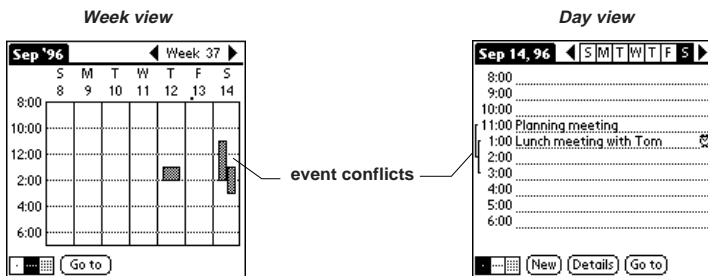 Week view
Day view
Sep '96 Week 37
S M T W T F S
8 9 10 11 12 13 14
8:00
10:00
12:00
2:00
4:00
6:00
Go to
event conflicts
Sep 14, 96 S M T W T F S
8:00
9:00
10:00
11:00 Planning meeting
1:00 Lunch meeting with Tom
2:00
3:00
4:00
5:00
6:00
New Details Go to